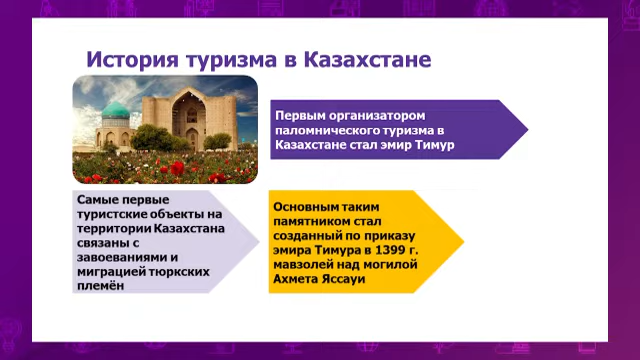 История туризма в Казахстане
Первым организатором
паломнического туризма в
Казахстане стал эмир Тимур
Самые первые
туристские объекты на
территории Казахстана
связаны с
завоеваниями и
миграцией тюркских
племён
Основным таким
памятником стал
созданный по приказу
эмира Тимура в 1399 г.
мавзолей над могилой
Ахмета Яссауи